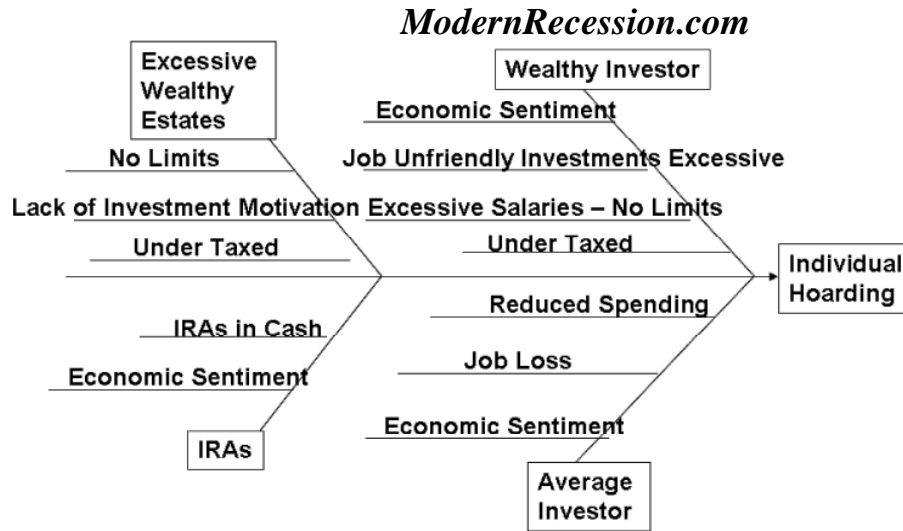 ModernRecession.com
Excessive
Wealthy
Estates
Wealthy Investor
Economic Sentiment
No Limits
Job Unfriendly Investments Excessive
Lack of Investment Motivation
Excessive Salaries – No Limits
Under Taxed
Under Taxed
Individual
Hoarding
Reduced Spending
IRAs in Cash
Job Loss
Economic Sentiment
Economic Sentiment
IRAs
Average
Investor